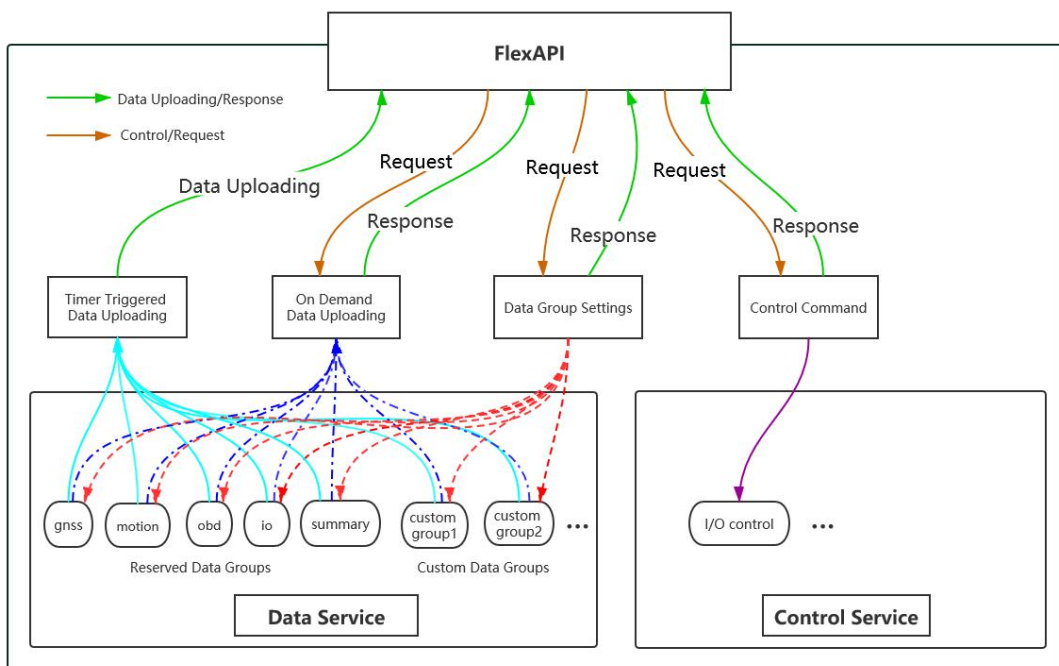 FlexAPI
Data Uploading/Response
Control/Request
Request
Request
Request
Data Uploading
Response
Response
Response
Timer Triggered
Data Uploading
On Demand
Data Uploading
Data Group Settings
Control Command
gnss
motion
obd
io
summary
custom
group1
custom
group2
...
I/O control
...
Reserved Data Groups
Custom Data Groups
Data Service
Control Service